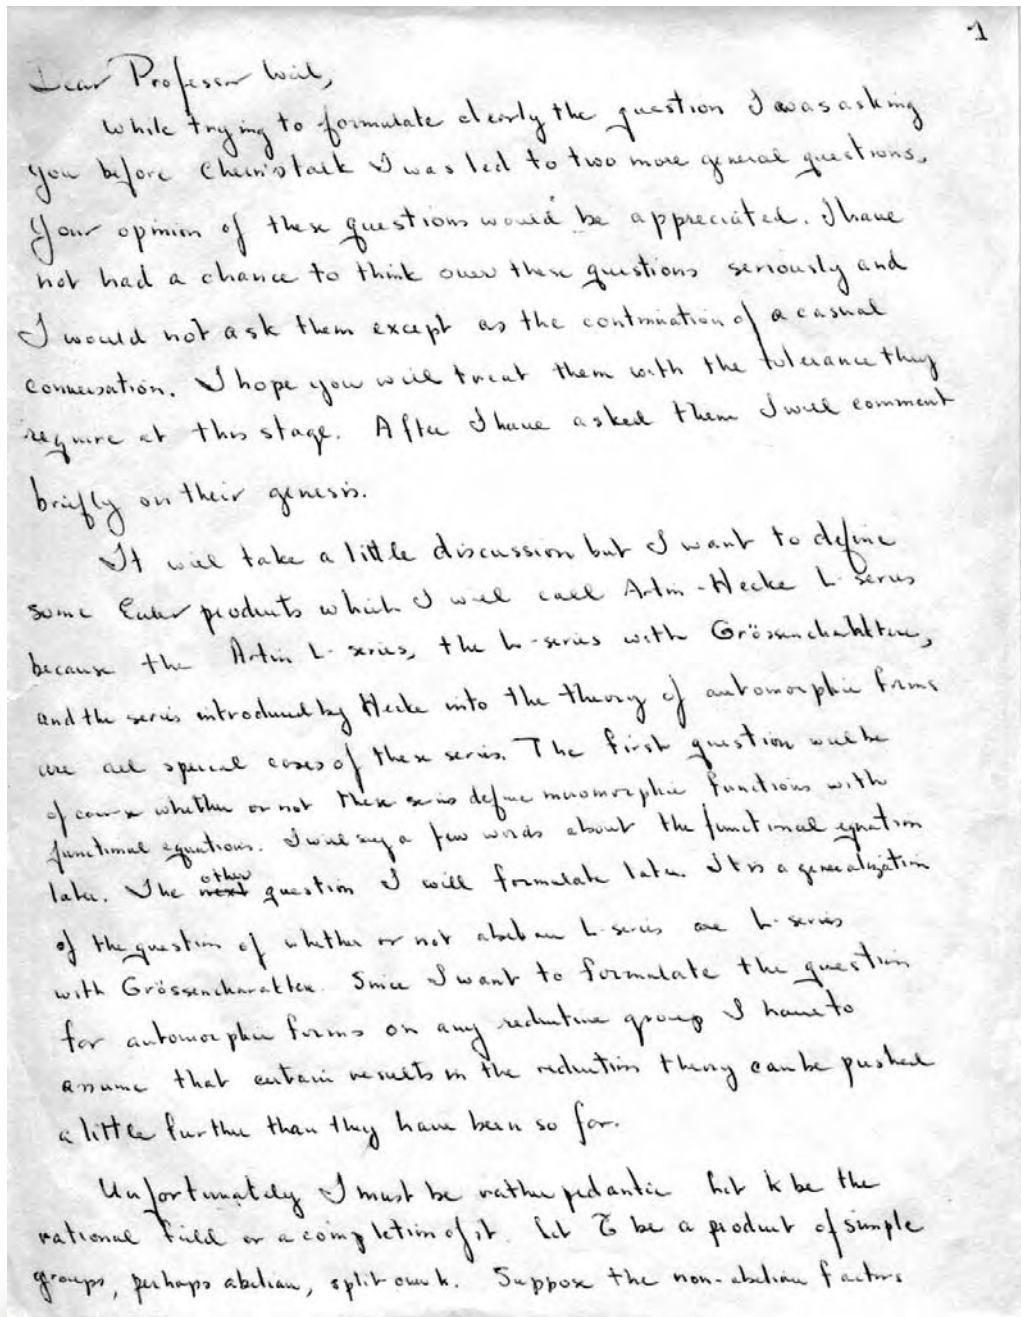 1
Dear Professor Weil,
While trying to formulate clearly the question I was asking
you before Chern's talk I was led to two more general questions.
Your opinion of these questions would be appreciated. I have
not had a chance to think over these questions seriously and
I would not ask them except as the continuation of a casual
conversation. I hope you will treat them with the tolerance they
require at this stage. After I have asked them I will comment
briefly on their genesis.
It will take a little discussion but I want to define
some Euler products which I will call Artin-Hecke L-series
because the Artin L-series, the L-series with Grössencharaktere,
and the series introduced by Hecke into the theory of automorphic forms
are all special cases of these series. The first question will be
of course whether or not these series define meromorphic functions with
functional equations. I will say a few words about the functional equation
later. The next other question I will formulate later. It is a generalization
of the question of whether or not abelian L-series are L-series
with Grössencharakter. Since I want to formulate the question
for automorphic forms on any reductive group I have to
assume that certain results in the reduction theory can be pushed
a little further than they have been so far.
Unfortunately I must be rather pedantic. Let k be the
rational field or a completion of it. Let G̃ be a product of simple
groups, perhaps abelian, split over k. Suppose the non-abelian factors